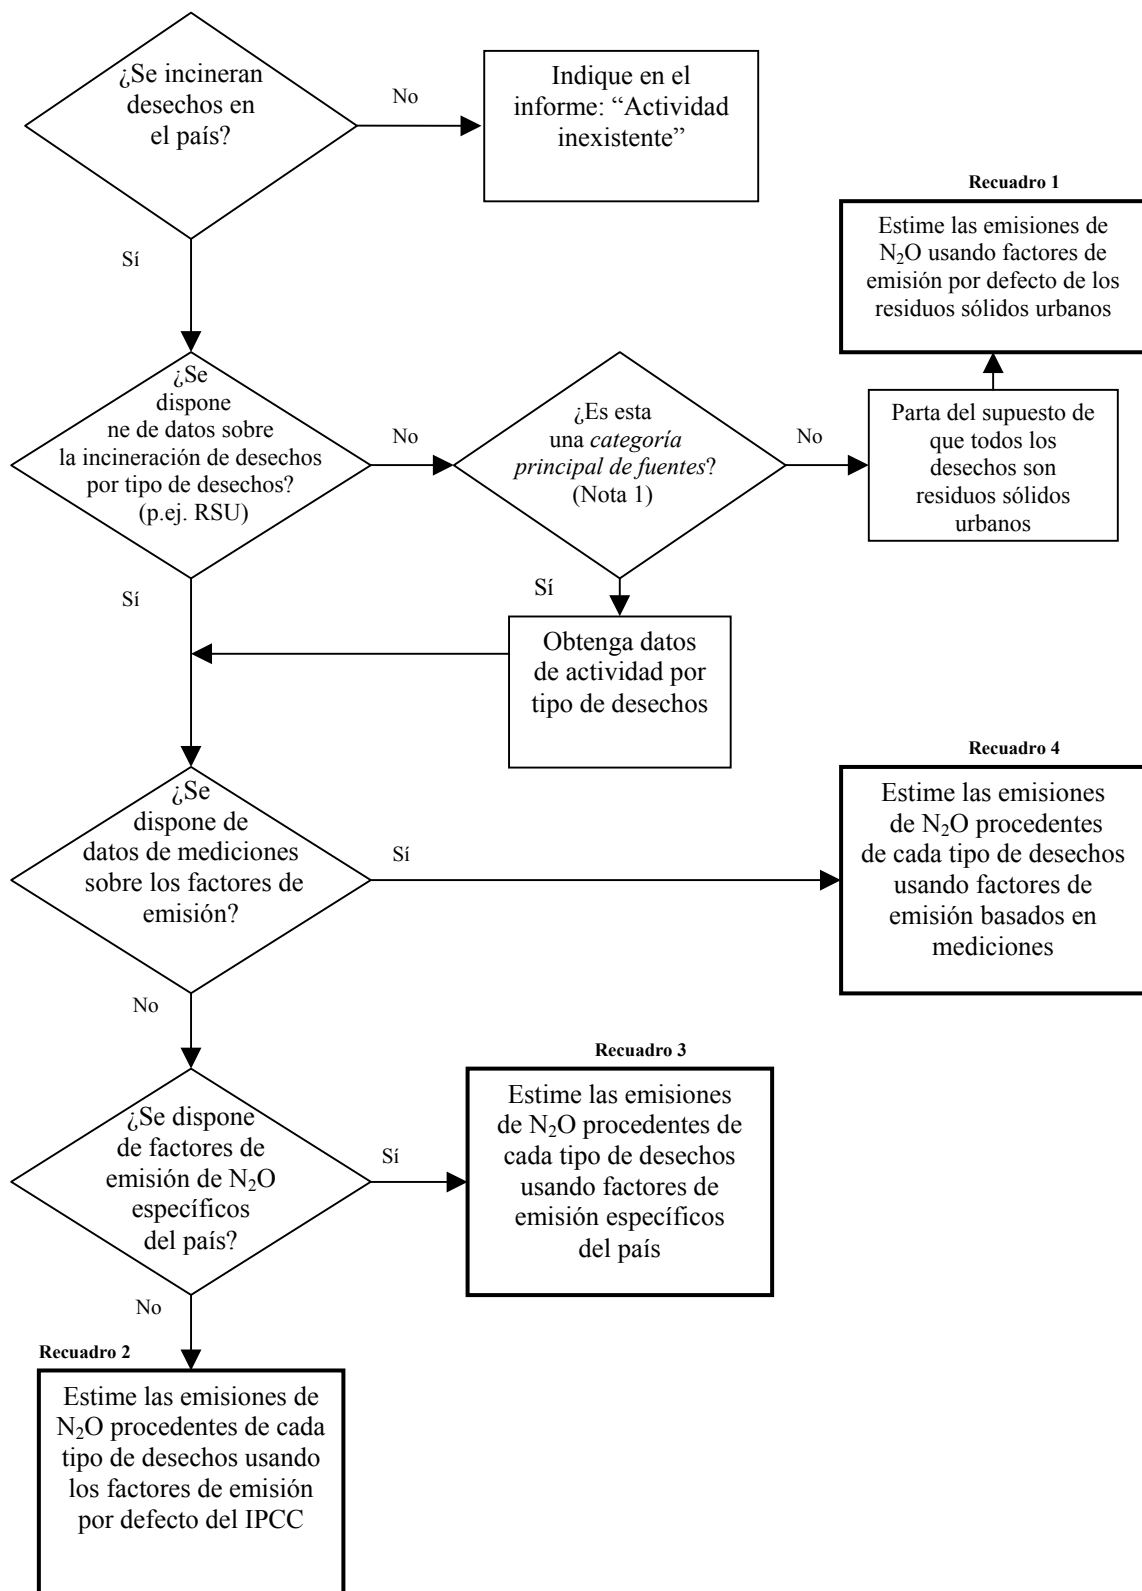 ¿Se incineran
desechos en
el país?
No
Indique en el
informe: “Actividad
inexistente”
Sí
Recuadro 1
Estime las emisiones de
N₂O usando factores de
emisión por defecto de los
residuos sólidos urbanos
¿Se
dispone
ne de datos sobre
la incineración de desechos
por tipo de desechos?
(p.ej. RSU)
No
¿Es esta
una categoría
principal de fuentes?
(Nota 1)
No
Parta del supuesto de
que todos los
desechos son
residuos sólidos
urbanos
Sí
Sí
Obtenga datos
de actividad por
tipo de desechos
¿Se
dispone de
datos de mediciones
sobre los factores de
emisión?
Sí
Recuadro 4
Estime las emisiones
de N₂O procedentes
de cada tipo de desechos
usando factores de
emisión basados en
mediciones
No
¿Se dispone
de factores de
emisión de N₂O
específicos
del país?
Sí
Recuadro 3
Estime las emisiones
de N₂O procedentes de
cada tipo de desechos
usando factores de
emisión específicos
del país
No
Recuadro 2
Estime las emisiones de
N₂O procedentes de cada
tipo de desechos usando
los factores de emisión
por defecto del IPCC